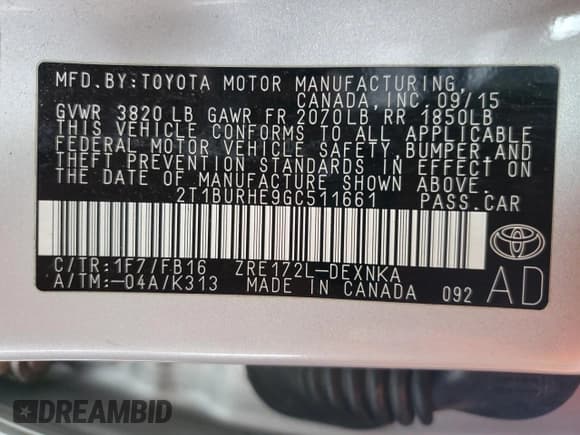 MFD.BY:TOYOTA MOTOR MANUFACTURING,
CANADA,INC. 09/15
GVWR 3820 LB GAWR FR 2070LB, RR 1850LB
THIS VEHICLE CONFORMS TO ALL APPLICABLE
FEDERAL MOTOR VEHICLE SAFETY, BUMPER, AND
THEFT PREVENTION STANDARDS IN EFFECT ON
THE DATE OF MANUFACTURE SHOWN ABOVE.
2T1BURHE9GC511661 PASS.CAR
C/TR:1F7/FB16 ZRE172L-DEXNKA
A/TM:-04A/K313 MADE IN CANADA 092
TOYOTA
AD
DREAMBID